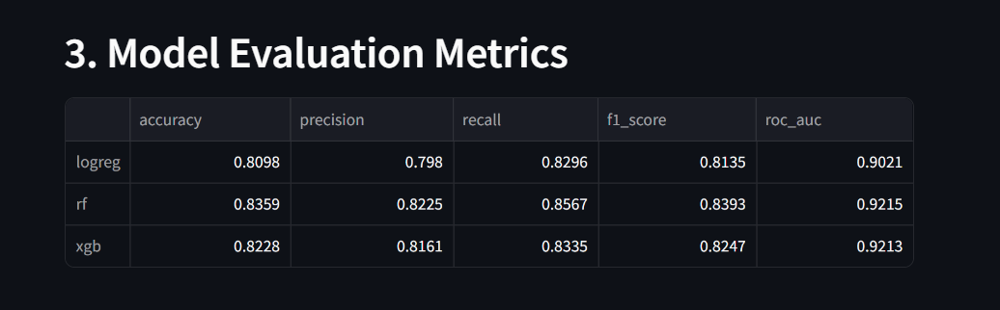 3. Model Evaluation Metrics
accuracy precision recall f1_score roc_auc
logreg 0.8098 0.798 0.8296 0.8135 0.9021
rf 0.8359 0.8225 0.8567 0.8393 0.9215
xgb 0.8228 0.8161 0.8335 0.8247 0.9213